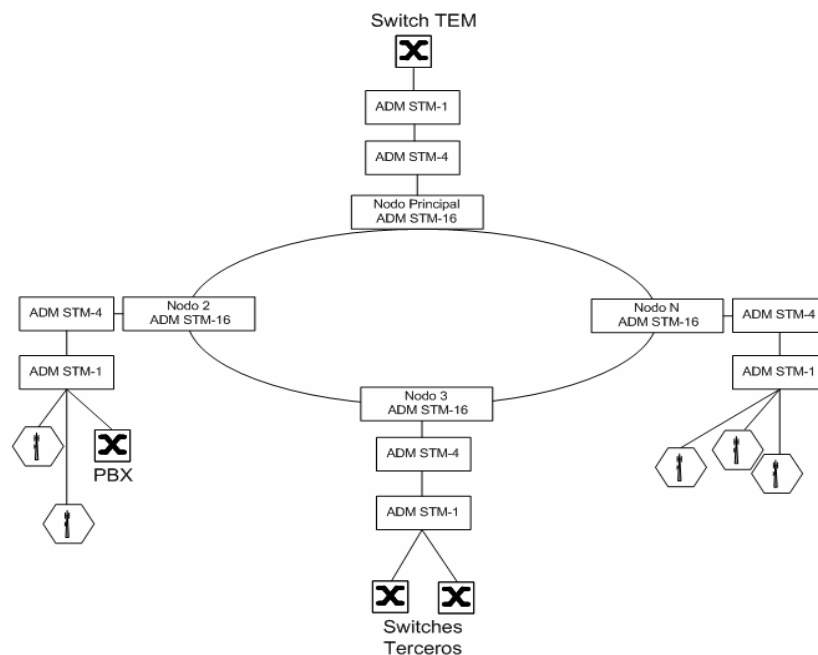 Switch TEM
ADM STM-1
ADM STM-4
Nodo Principal
ADM STM-16
ADM STM-4
Nodo 2
ADM STM-16
Nodo N
ADM STM-16
ADM STM-4
ADM STM-1
ADM STM-1
Nodo 3
ADM STM-16
ADM STM-4
PBX
ADM STM-1
Switches
Terceros